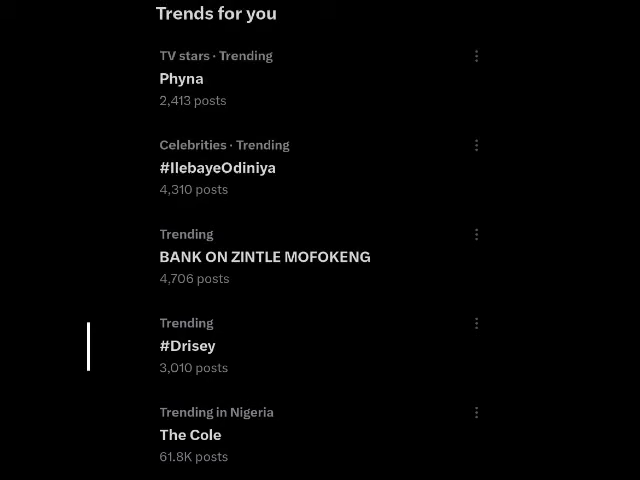 Trends for you
TV stars · Trending
Phyna
2,413 posts
Celebrities · Trending
#IlebayeOdiniya
4,310 posts
Trending
BANK ON ZINTLE MOFOKENG
4,706 posts
Trending
#Drisey
3,010 posts
Trending in Nigeria
The Cole
61.8K posts